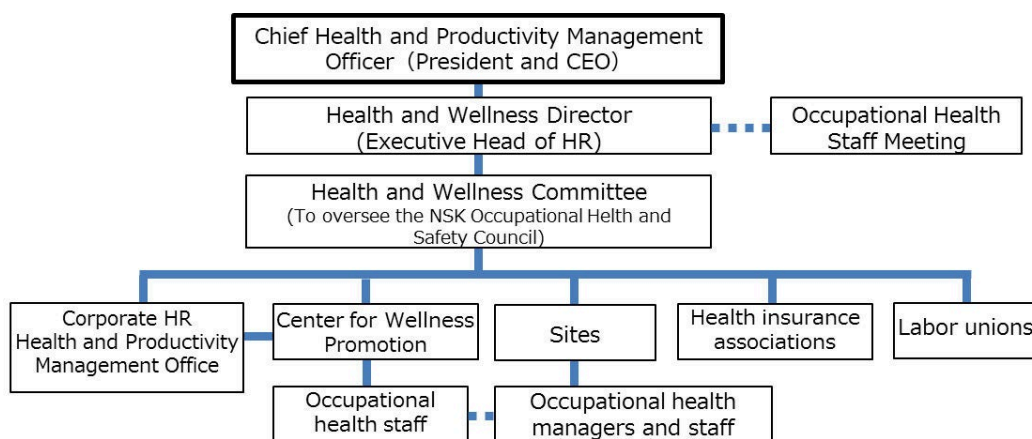 Chief Health and Productivity Management
Officer（President and CEO）
Health and Wellness Director
(Executive Head of HR)
Occupational Health
Staff Meeting
Health and Wellness Committee
(To oversee the NSK Occupational Helth and
Safety Council)
Corporate HR
Health and Productivity
Management Office
Center for Wellness
Promotion
Sites
Health insurance
associations
Labor unions
Occupational
health staff
Occupational health
managers and staff